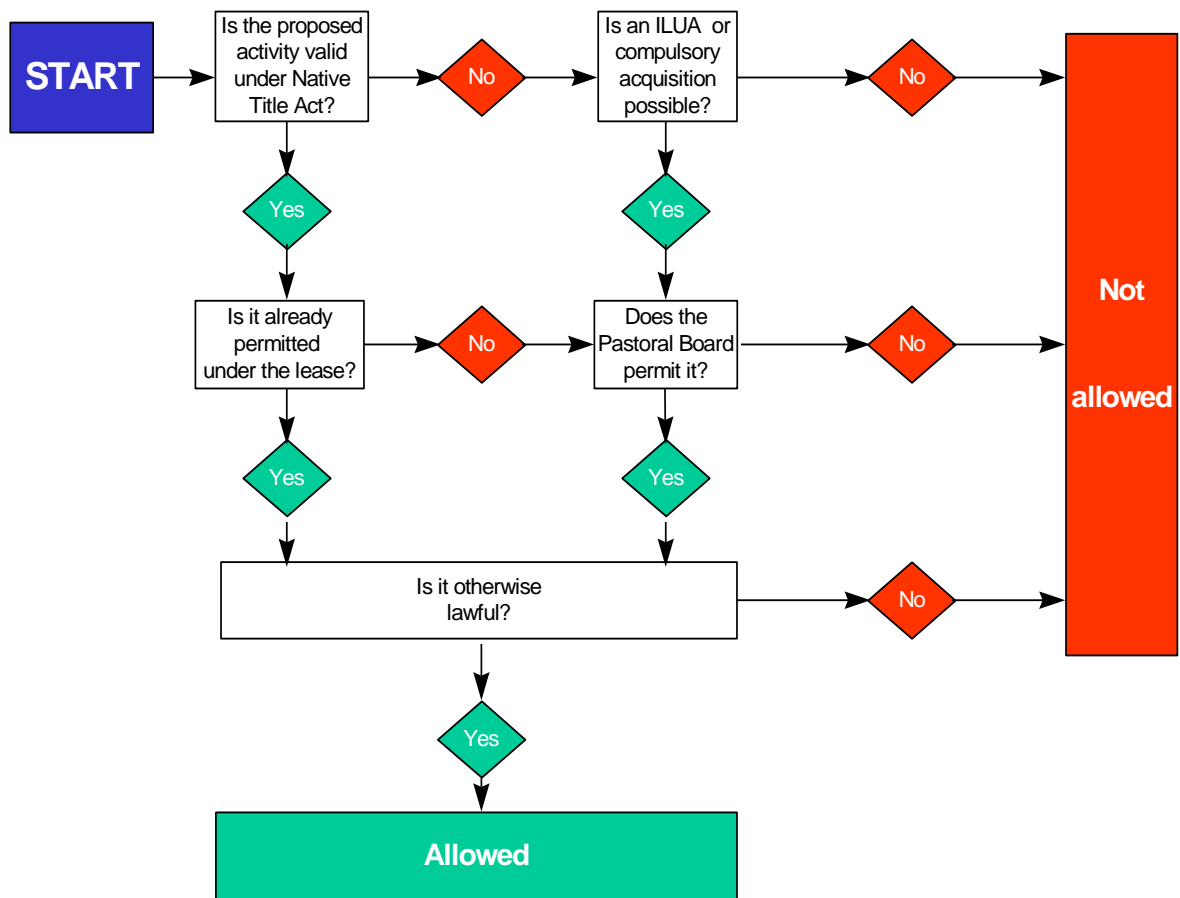 START
Is the proposed
activity valid
under Native
Title Act?
No
Is an ILUA or
compulsory
acquisition
possible?
No
Yes
Yes
Is it already
permitted
under the lease?
No
Does the
Pastoral Board
permit it?
No
Not
allowed
Yes
Yes
Is it otherwise
lawful?
No
Yes
Allowed